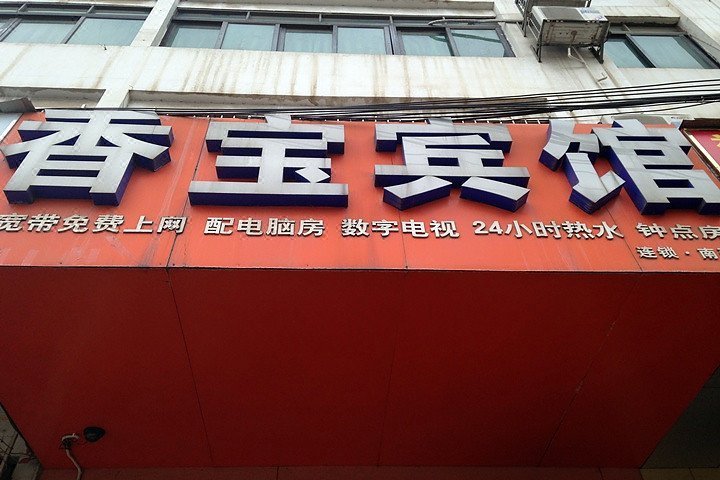 香宝宾馆
宽带免费上网 配电脑房 数字电视 24小时热水 钟点房
连锁·南